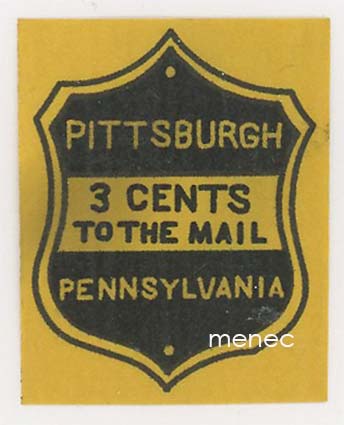 PITTSBURGH
3 CENTS
TO THE MAIL
menec
PENNSYLVANIA